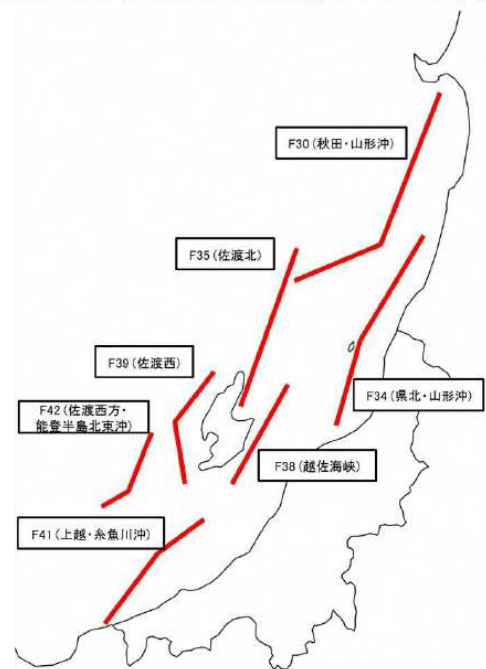 F30(秋田・山形沖)
F35(佐渡北)
F39(佐渡西)
F42(佐渡西方・
能登半島北東沖)
F34(県北・山形沖)
F38(越佐海峡)
F41(上越・糸魚川沖)